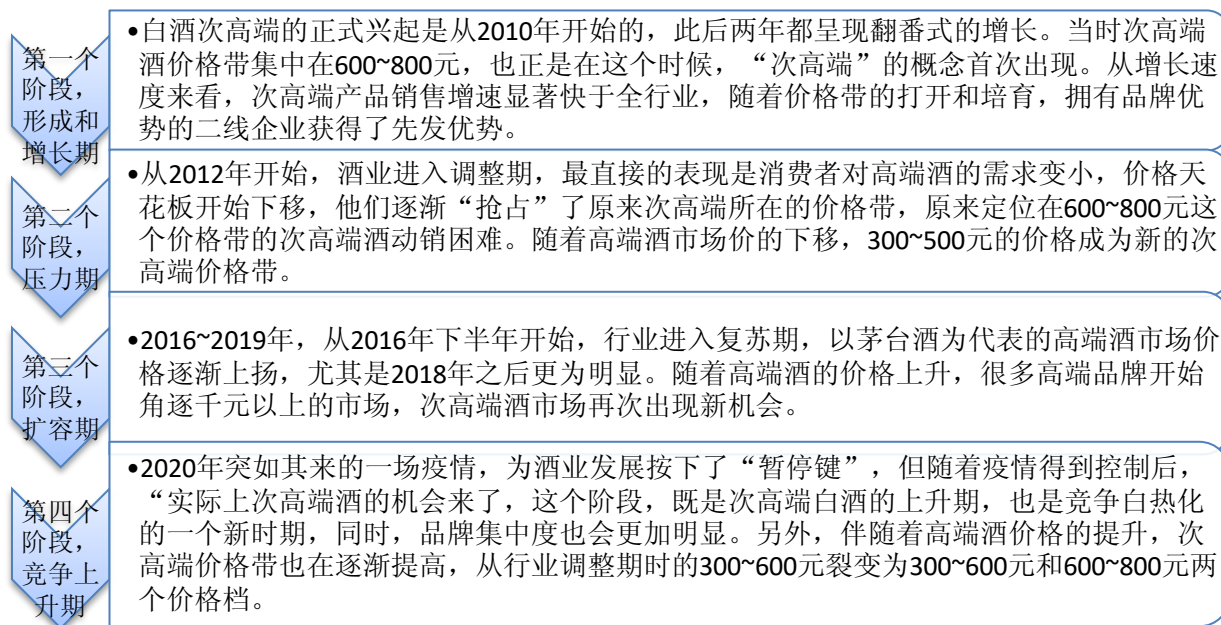 第一个
阶段，
形成和
增长期
•白酒次高端的正式兴起是从2010年开始的，此后两年都呈现翻番式的增长。当时次高端
酒价格带集中在600~800元，也正是在这个时候，“次高端”的概念首次出现。从增长速
度来看，次高端产品销售增速显著快于全行业，随着价格带的打开和培育，拥有品牌优
势的二线企业获得了先发优势。
第二个
阶段，
压力期
•从2012年开始，酒业进入调整期，最直接的表现是消费者对高端酒的需求变小，价格天
花板开始下移，他们逐渐“抢占”了原来次高端所在的价格带，原来定位在600~800元这
个价格带的次高端酒动销困难。随着高端酒市场价的下移，300~500元的价格成为新的次
高端价格带。
第三个
阶段，
扩容期
•2016~2019年，从2016年下半年开始，行业进入复苏期，以茅台酒为代表的高端酒市场价
格逐渐上扬，尤其是2018年之后更为明显。随着高端酒的价格上升，很多高端品牌开始
角逐千元以上的市场，次高端酒市场再次出现新机会。
第四个
阶段，
竞争上
升期
•2020年突如其来的一场疫情，为酒业发展按下了“暂停键”，但随着疫情得到控制后，
“实际上次高端酒的机会来了，这个阶段，既是次高端白酒的上升期，也是竞争白热化
的一个新时期，同时，品牌集中度也会更加明显。另外，伴随着高端酒价格的提升，次
高端价格带也在逐渐提高，从行业调整期时的300~600元裂变为300~600元和600~800元两
个价格档。